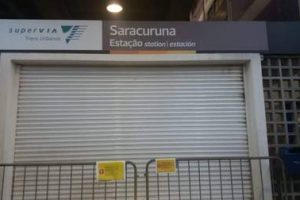 SuperVIA
Trens Urbanos
Saracuruna
Estação station | estación